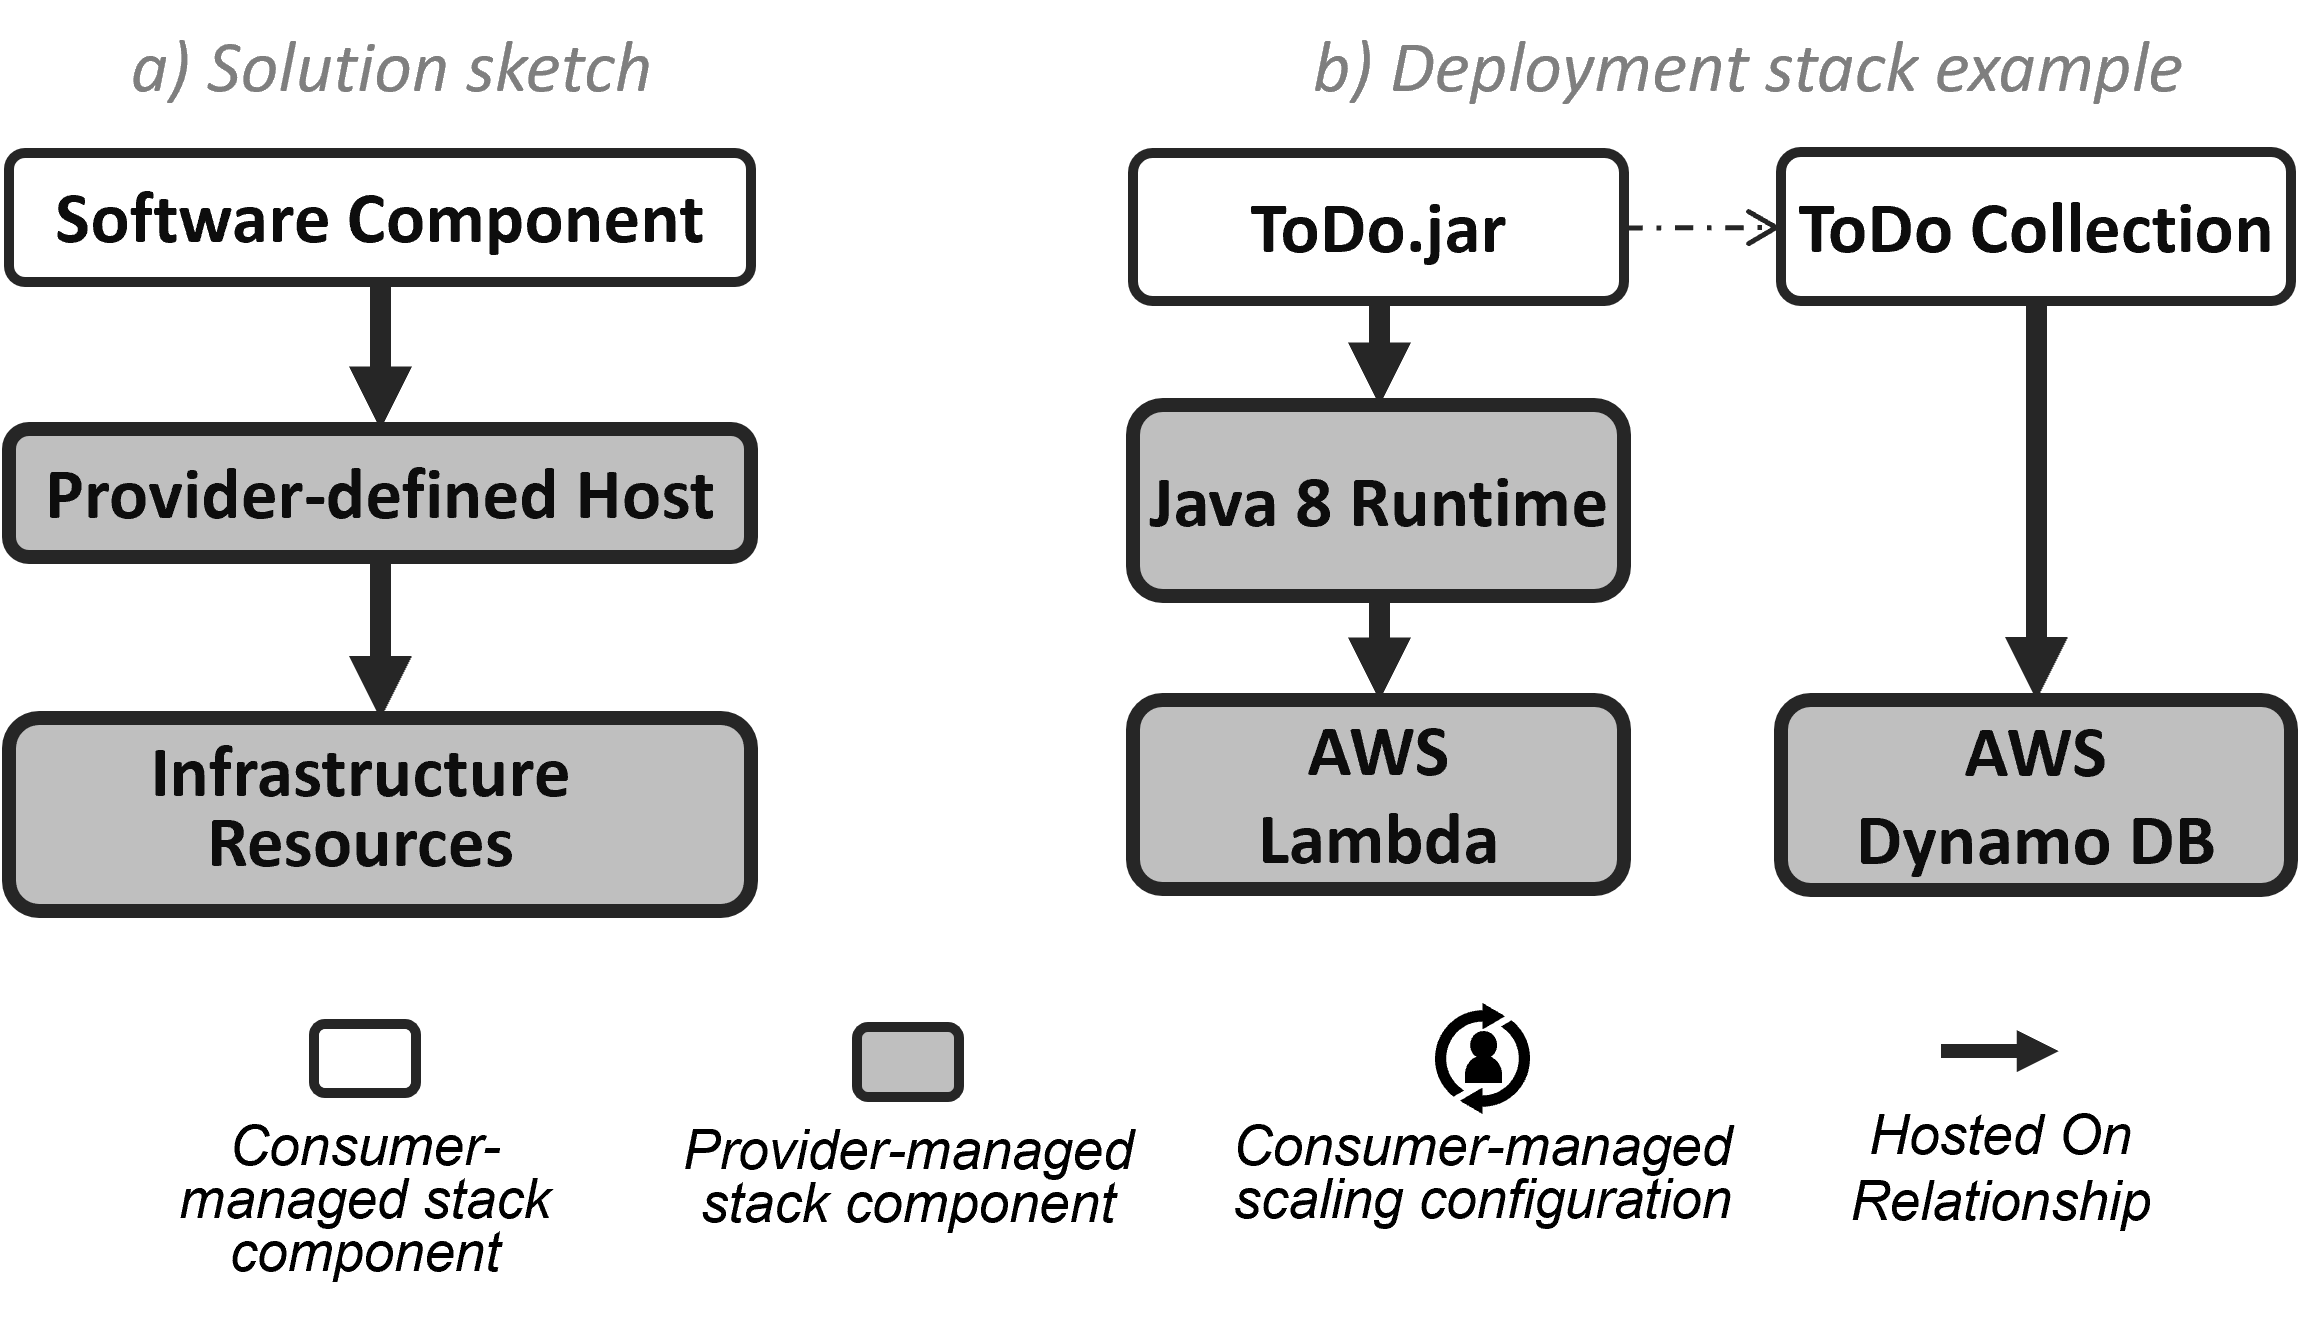 a) Solution sketch
Software Component
Provider-defined Host
Infrastructure
Resources
b) Deployment stack example
ToDo.jar
ToDo Collection
Java 8 Runtime
AWS
Lambda
AWS
Dynamo DB
Consumer-
managed stack
component
Provider-managed
stack component
Consumer-managed
scaling configuration
Hosted On
Relationship